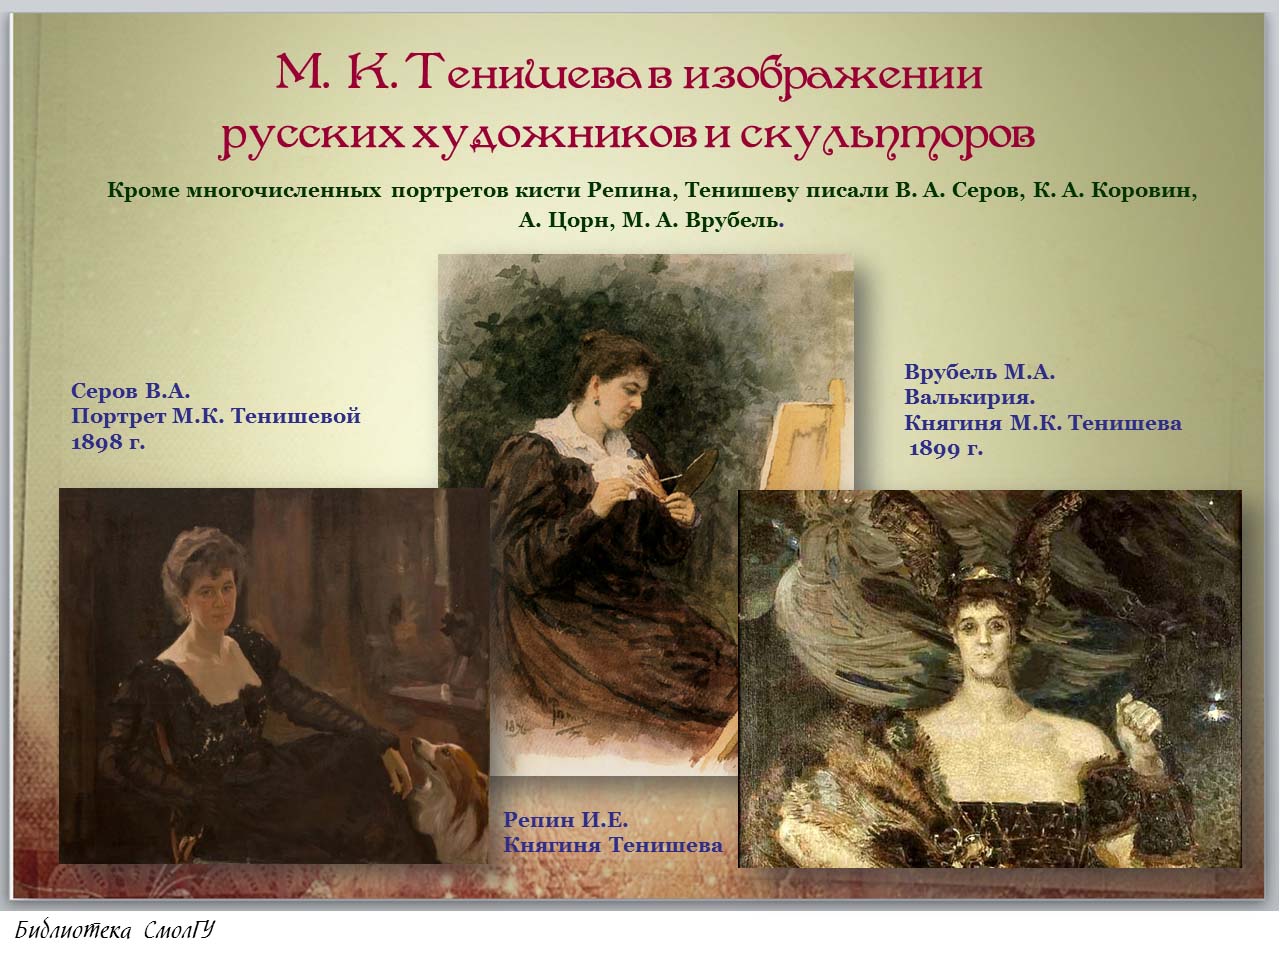 М. К. Тенишева в изображении
русских художников и скульпторов
Кроме многочисленных портретов кисти Репина, Тенишеву писали В. А. Серов, К. А. Коровин,
А. Цорн, М. А. Врубель.
Серов В.А.
Портрет М.К. Тенишевой
1898 г.
Врубель М.А.
Валькирия.
Княгиня М.К. Тенишева
1899 г.
Репин И.Е.
Княгиня Тенишева
Библиотека СмолГУ